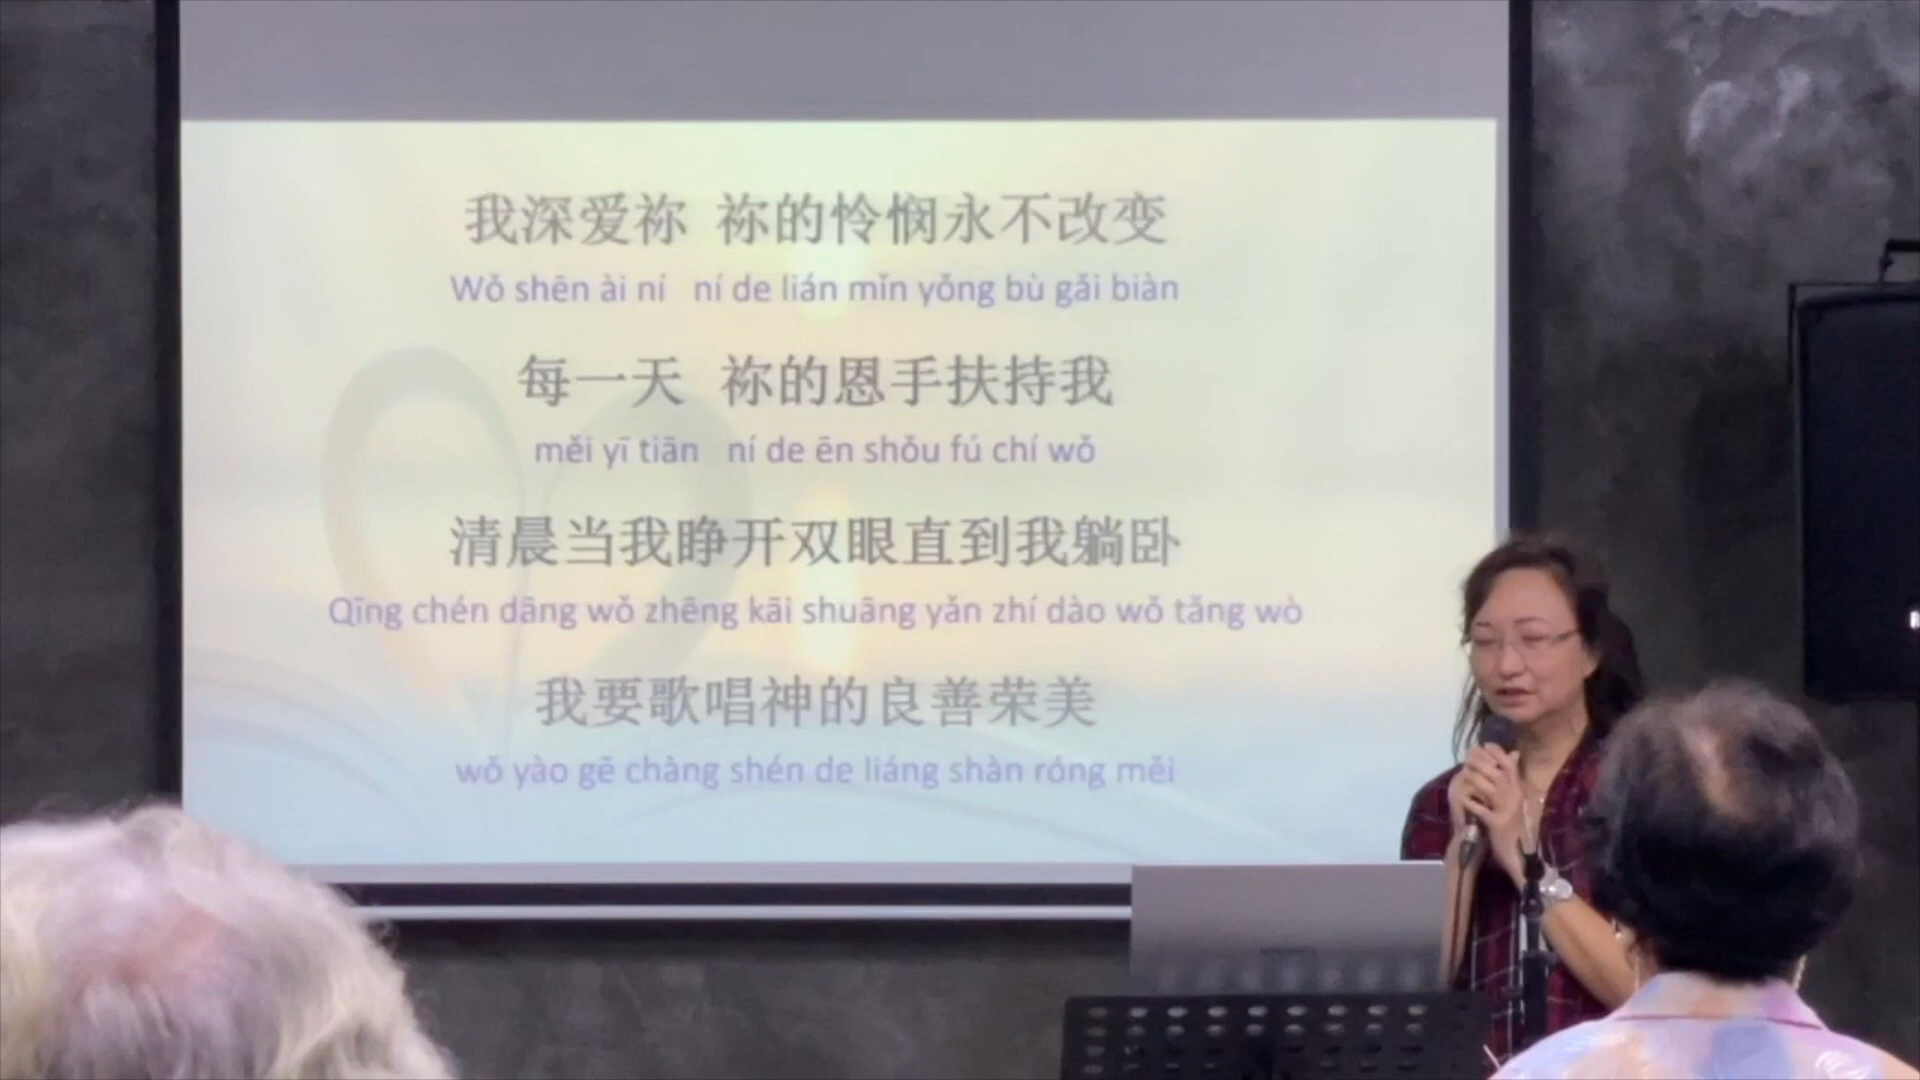 我深爱祢 祢的怜悯永不改变
Wǒ shēn ài ní ní de lián mǐn yǒng bù gǎi biàn
每一天 祢的恩手扶持我
měi yī tiān ní de ēn shǒu fú chí wǒ
清晨当我睁开双眼直到我躺卧
Qīng chén dāng wǒ zhēng kāi shuāng yǎn zhí dào wǒ tǎng wò
我要歌唱神的良善荣美
wǒ yào gē chàng shén de liáng shàn róng měi